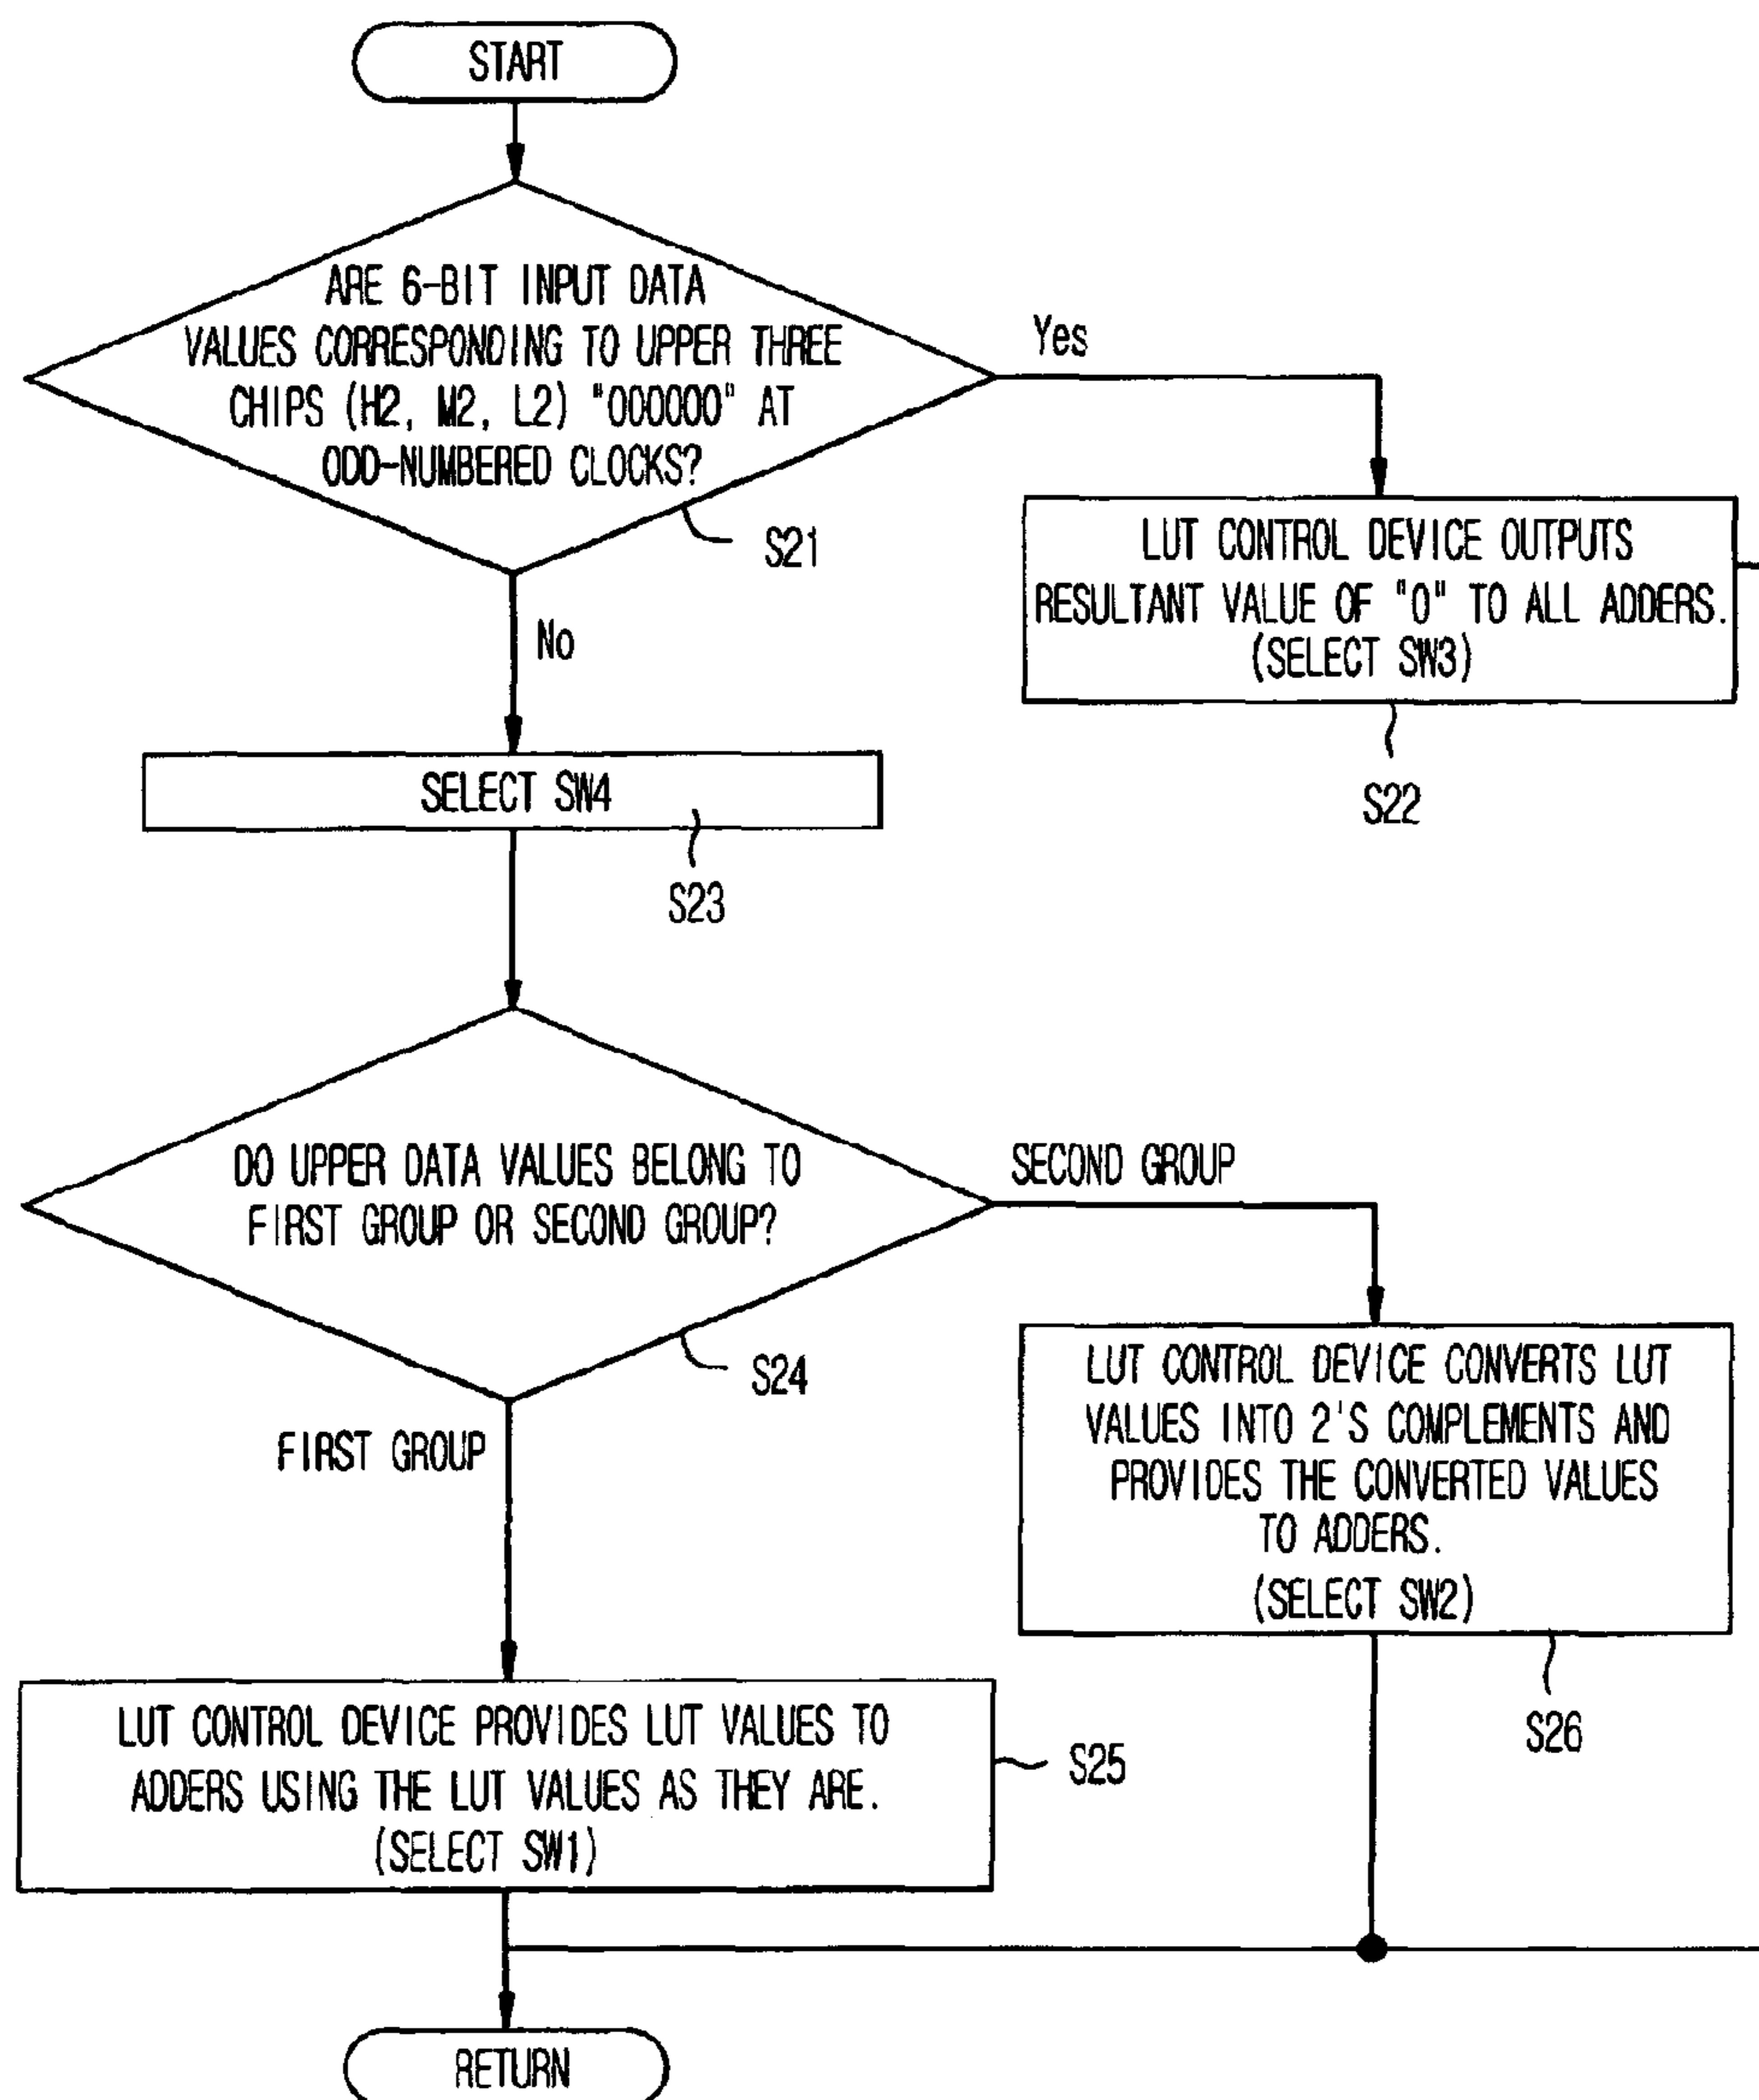 START
ARE 6-BIT INPUT DATA
VALUES CORRESPONDING TO UPPER THREE
CHIPS (H2, M2, L2) "000000" AT
ODD-NUMBERED CLOCKS?
S21
Yes
LUT CONTROL DEVICE OUTPUTS
RESULTANT VALUE OF "0" TO ALL ADDERS.
(SELECT SW3)
S22
No
SELECT SW4
S23
DO UPPER DATA VALUES BELONG TO
FIRST GROUP OR SECOND GROUP?
S24
SECOND GROUP
LUT CONTROL DEVICE CONVERTS LUT
VALUES INTO 2'S COMPLEMENTS AND
PROVIDES THE CONVERTED VALUES
TO ADDERS.
(SELECT SW2)
S26
FIRST GROUP
LUT CONTROL DEVICE PROVIDES LUT VALUES TO
ADDERS USING THE LUT VALUES AS THEY ARE.
(SELECT SW1)
S25
RETURN